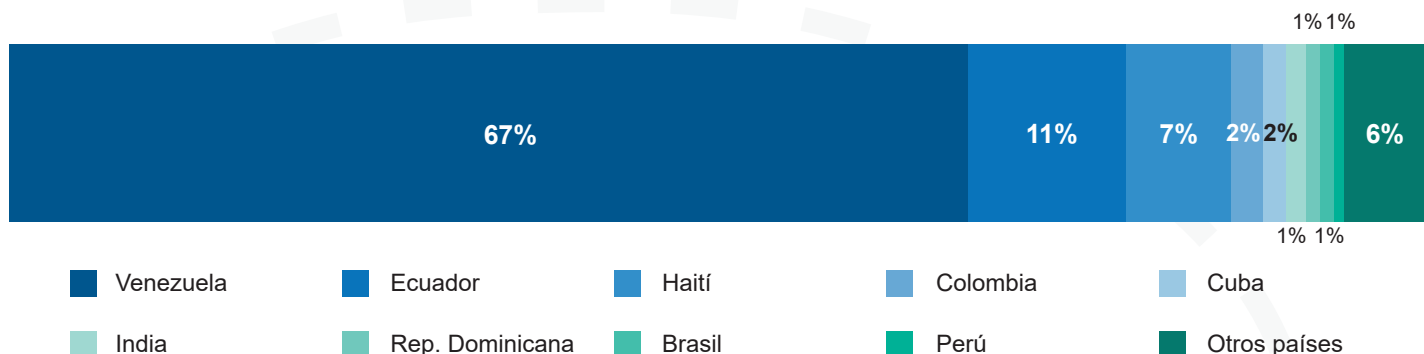 1% 1%
67% 11% 7% 2% 2% 6%
1% 1%
Venezuela Ecuador Haití Colombia Cuba
India Rep. Dominicana Brasil Perú Otros países